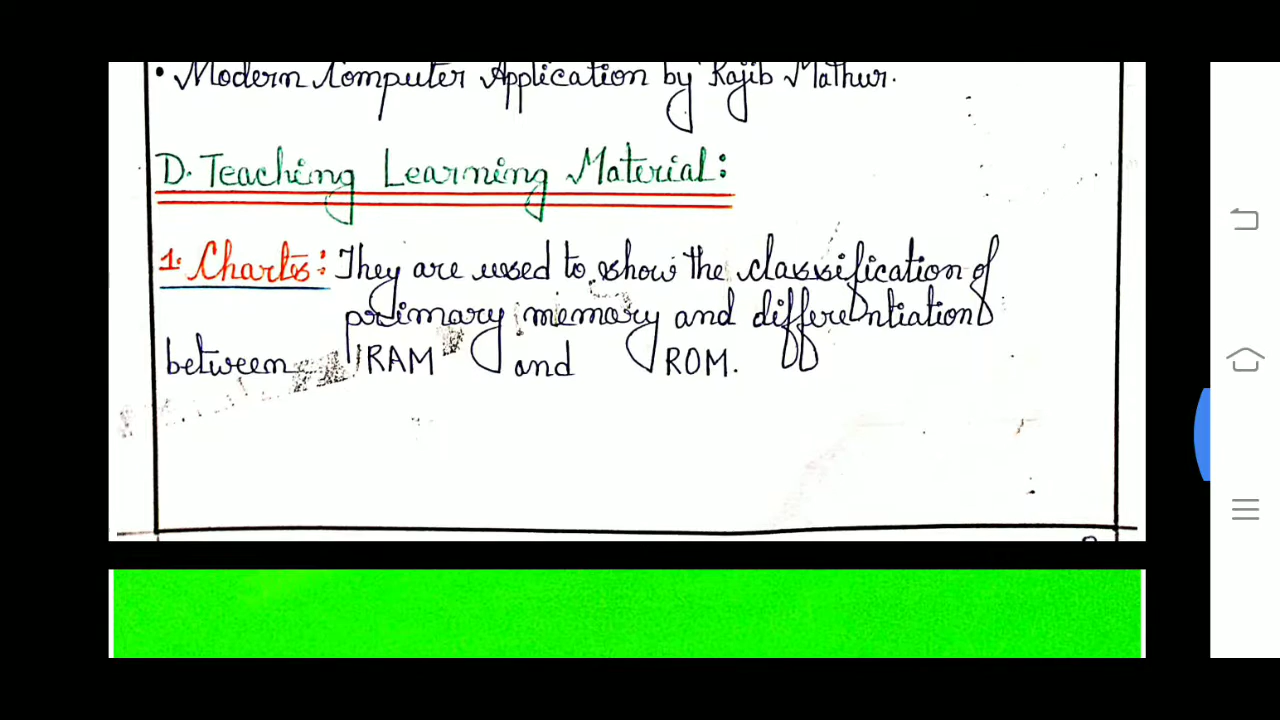 • Modern Computer Application by Rajib Mathur.
D. Teaching Learning Material:
1. Charts: They are used to show the classification of
primary memory and differentiation
between RAM and ROM.